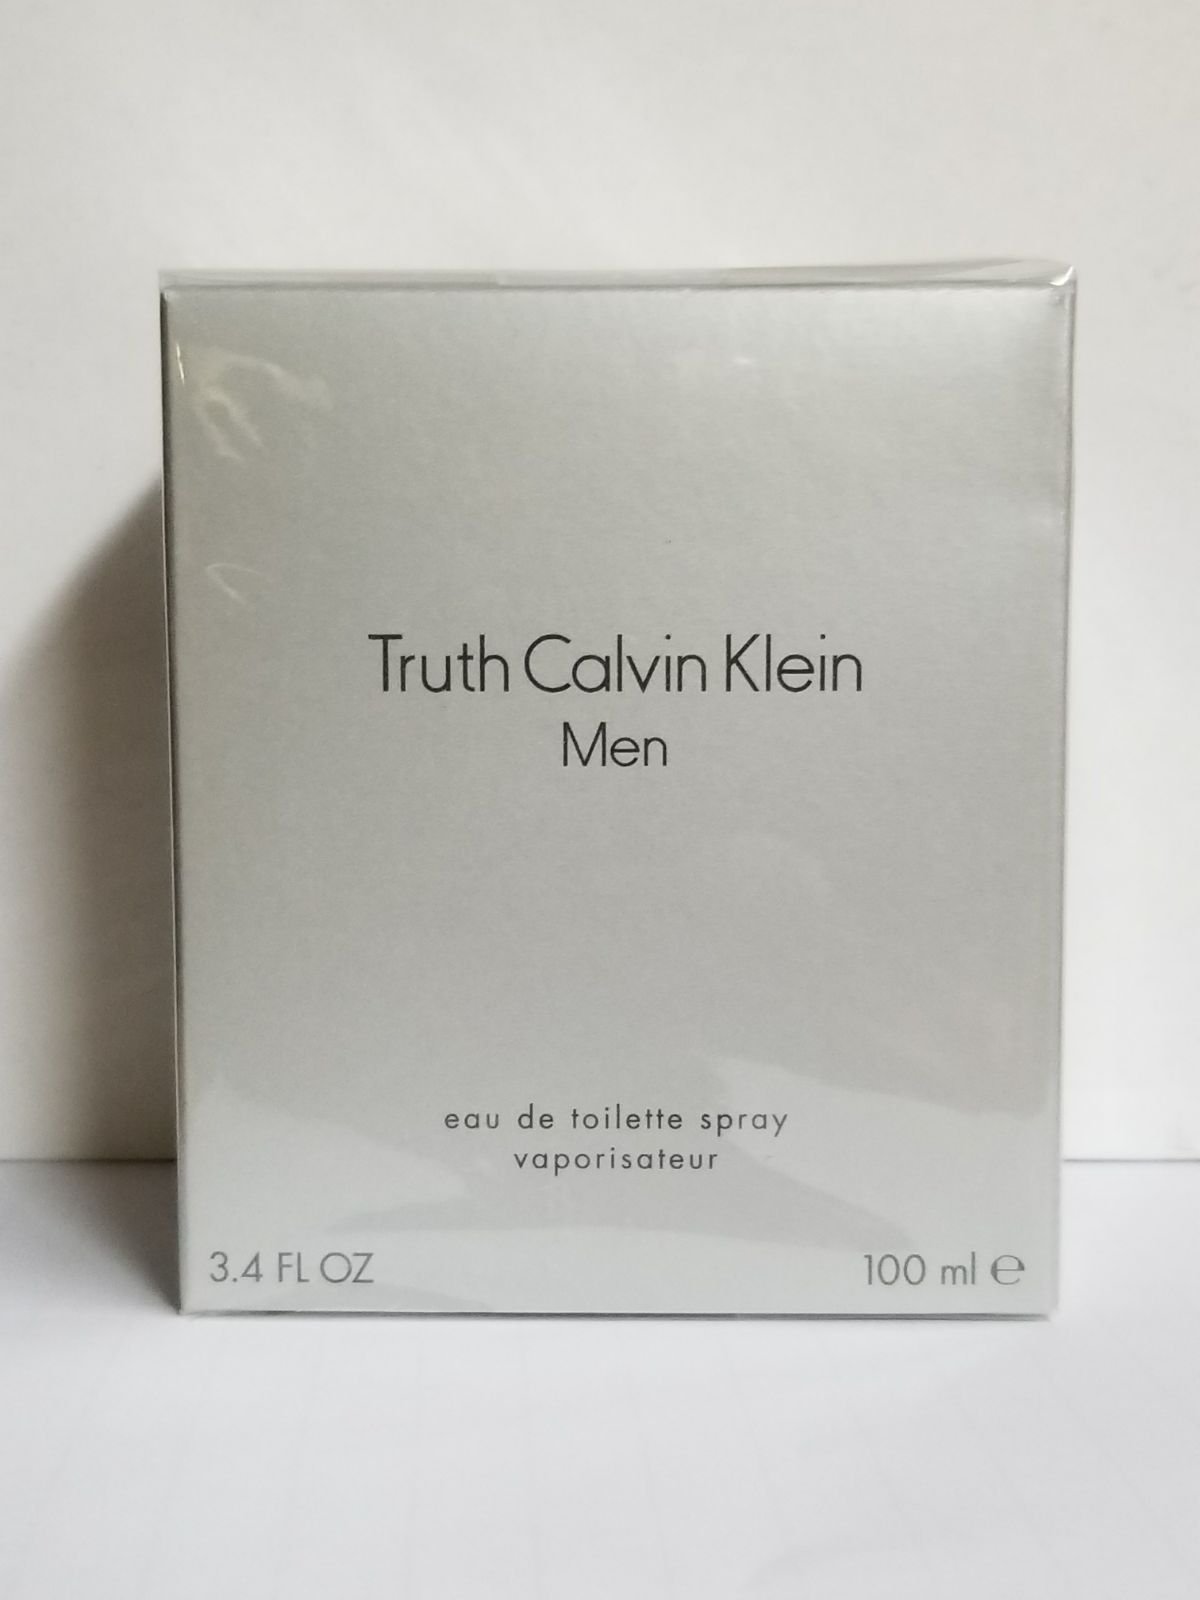 Truth Calvin Klein
Men
eau de toilette spray
vaporisateur
3.4 FL OZ
100 ml ℮